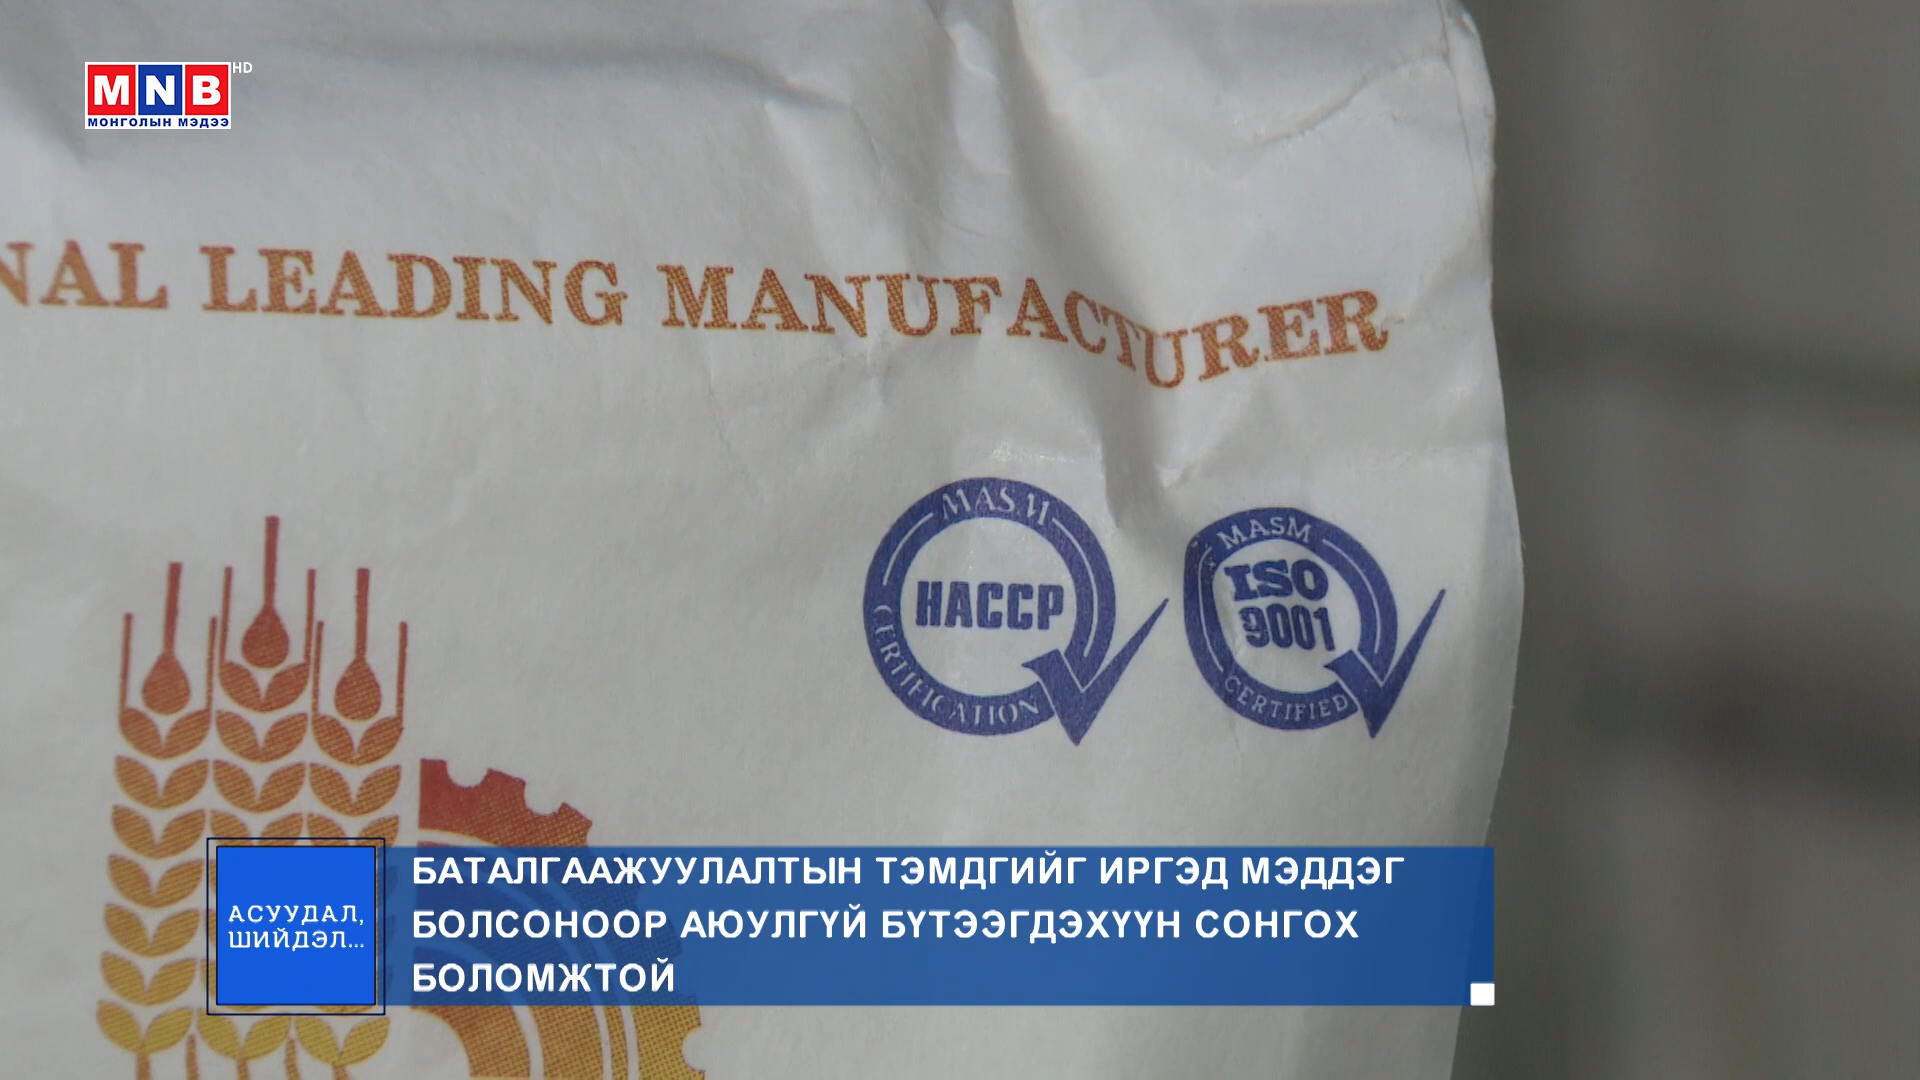 MNB HD
МОНГОЛЫН МЭДЭЭ
NAL LEADING MANUFACTURER
MASM
HACCP
CERTIFICATION
MASM
ISO
9001
CERTIFIED
АСУУДАЛ,
ШИЙДЭЛ...
БАТАЛГААЖУУЛАЛТЫН ТЭМДГИЙГ ИРГЭД МЭДДЭГ
БОЛСОНООР АЮУЛГҮЙ БҮТЭЭГДЭХҮҮН СОНГОХ
БОЛОМЖТОЙ